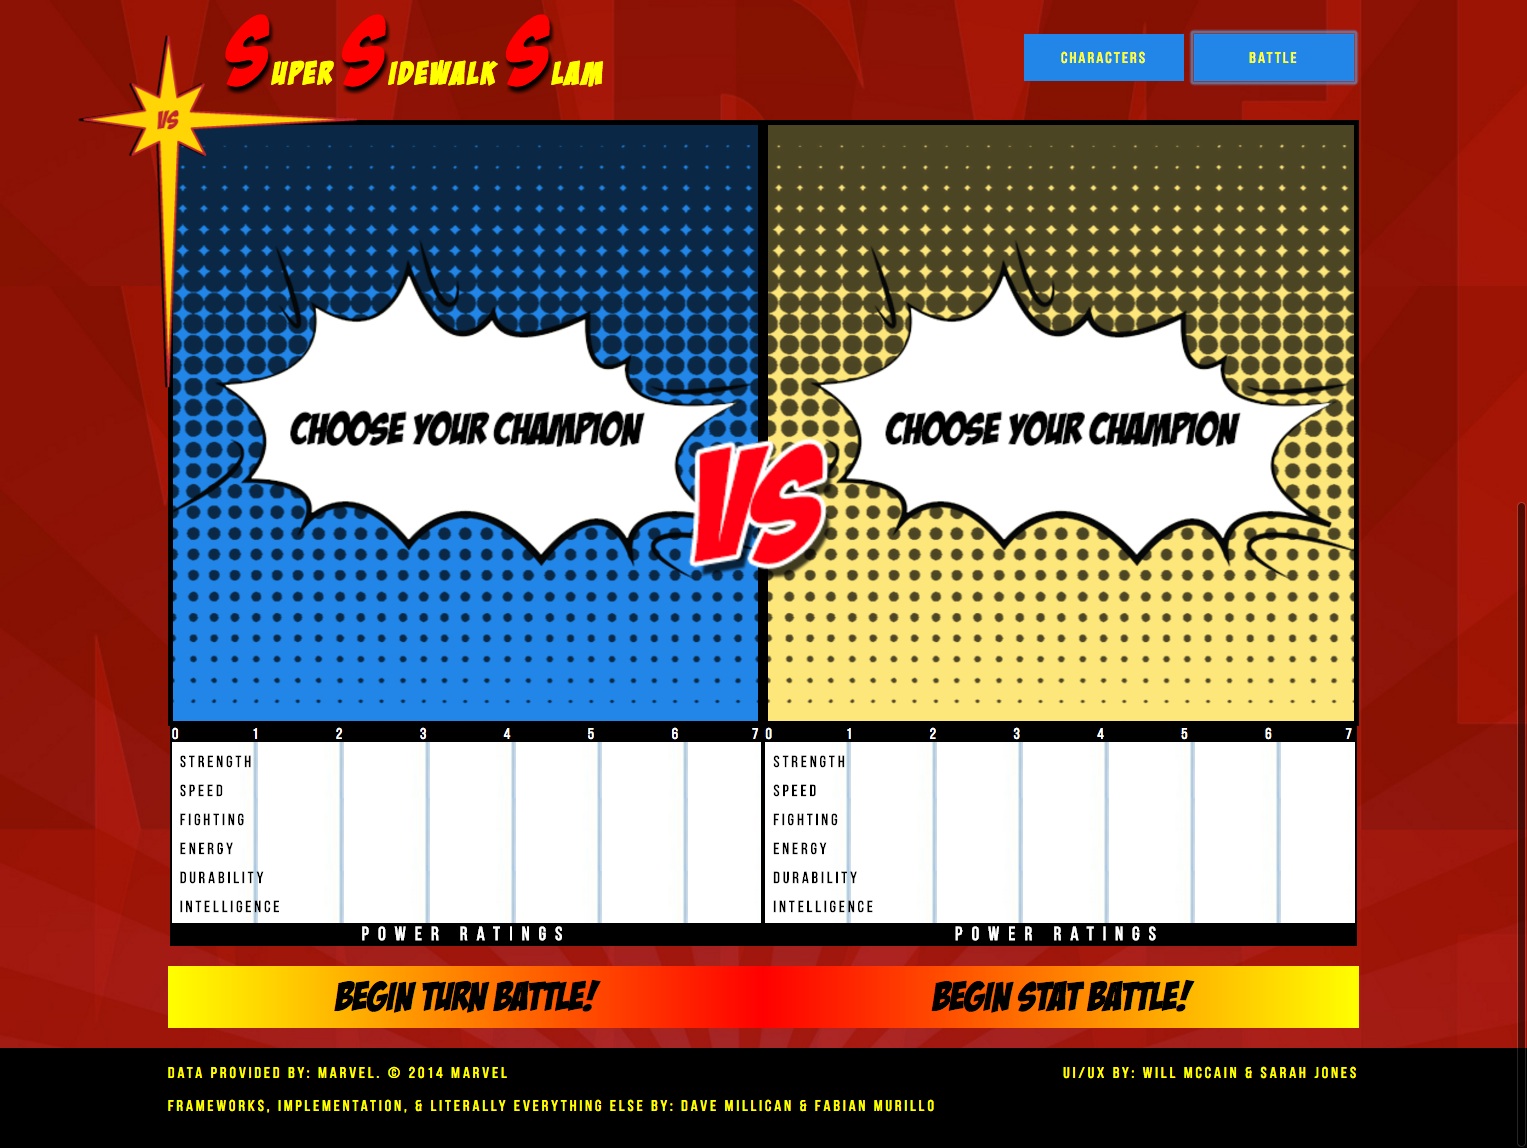 SUPER SIDEWALK SLAM
CHARACTERS
BATTLE
VS
CHOOSE YOUR CHAMPION
CHOOSE YOUR CHAMPION
VS
0 1 2 3 4 5 6 7
0 1 2 3 4 5 6 7
STRENGTH
SPEED
FIGHTING
ENERGY
DURABILITY
INTELLIGENCE
POWER RATINGS
STRENGTH
SPEED
FIGHTING
ENERGY
DURABILITY
INTELLIGENCE
POWER RATINGS
BEGIN TURN BATTLE!
BEGIN STAT BATTLE!
DATA PROVIDED BY: MARVEL. © 2014 MARVEL
UI/UX BY: WILL MCCAIN & SARAH JONES
FRAMEWORKS, IMPLEMENTATION, & LITERALLY EVERYTHING ELSE BY: DAVE MILLICAN & FABIAN MURILLO